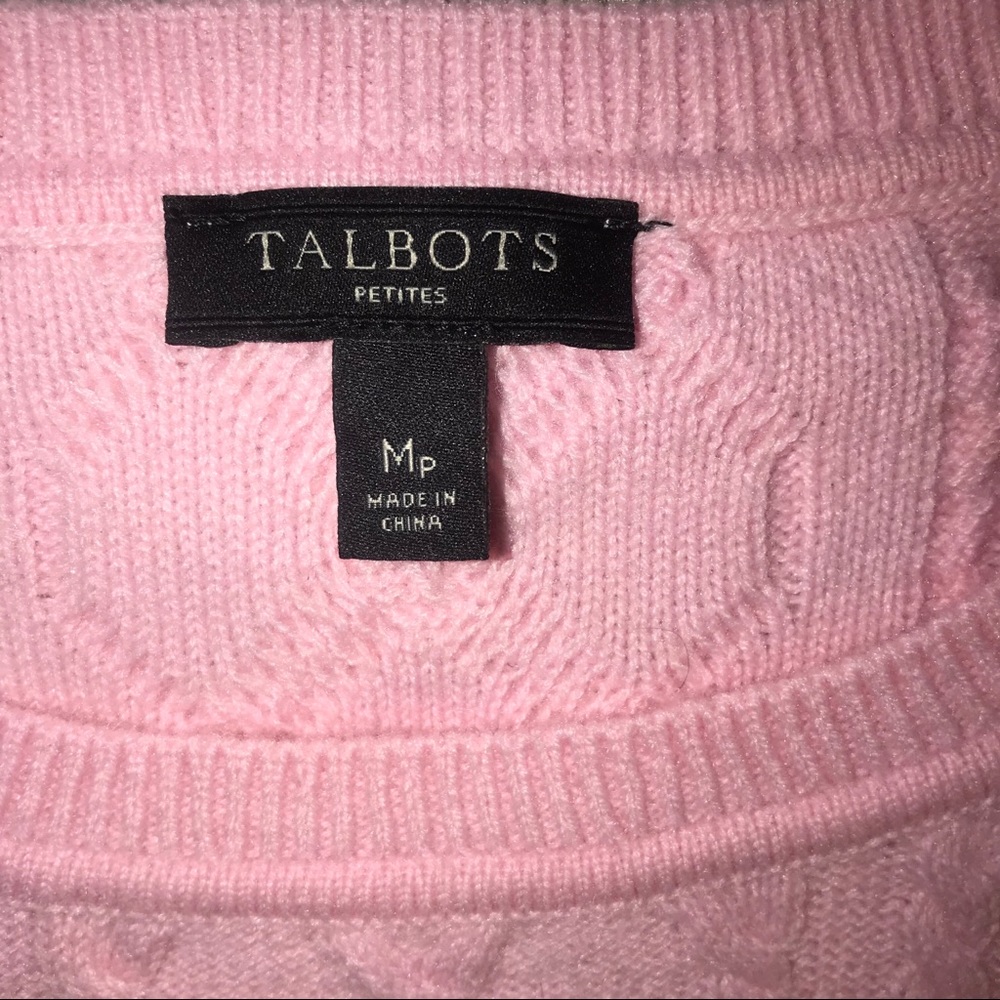 TALBOTS
PETITES
MP
MADE IN
CHINA